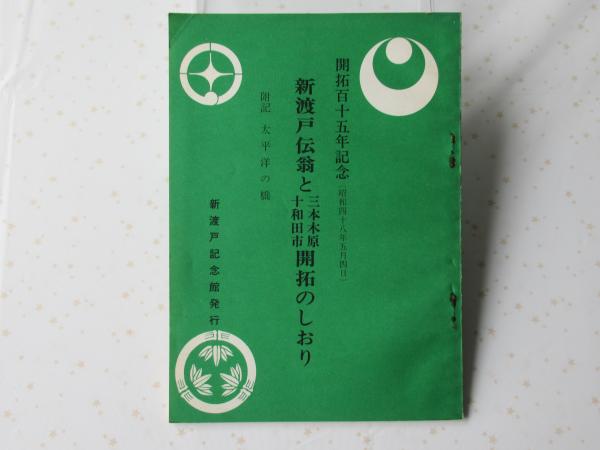 開拓百十五年記念（昭和四十八年五月四日）
新渡戸伝翁と三本木原十和田市開拓のしおり
附記 太平洋の橋
新渡戸記念館発行